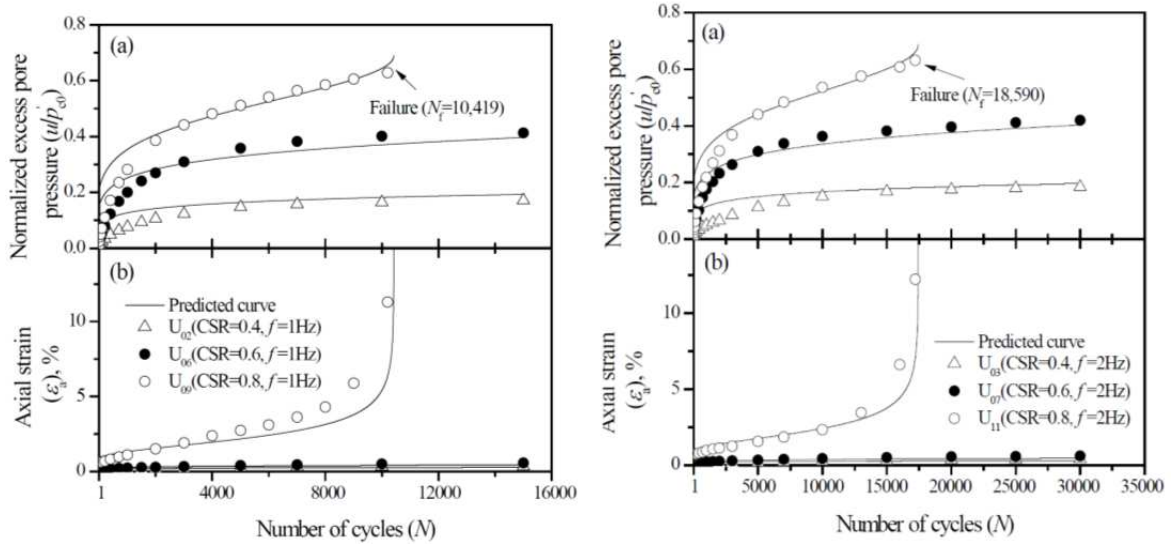 Normalized excess pore
pressure (u/p'c0)
0.8
0.6
0.4
0.2
0.0
(a)
Failure (Nf=10,419)
Axial strain
(εa), %
10
5
0
(b)
Predicted curve
U02(CSR=0.4, f=1Hz)
U06(CSR=0.6, f=1Hz)
U09(CSR=0.8, f=1Hz)
1
4000
8000
12000
16000
Number of cycles (N)
Normalized excess pore
pressure (u/p'c0)
0.8
0.6
0.4
0.2
0.0
(a)
Failure (Nf=18,590)
Axial strain
(εa), %
10
5
0
(b)
Predicted curve
U03(CSR=0.4, f=2Hz)
U07(CSR=0.6, f=2Hz)
U11(CSR=0.8, f=2Hz)
1
5000
10000
15000
20000
25000
30000
35000
Number of cycles (N)